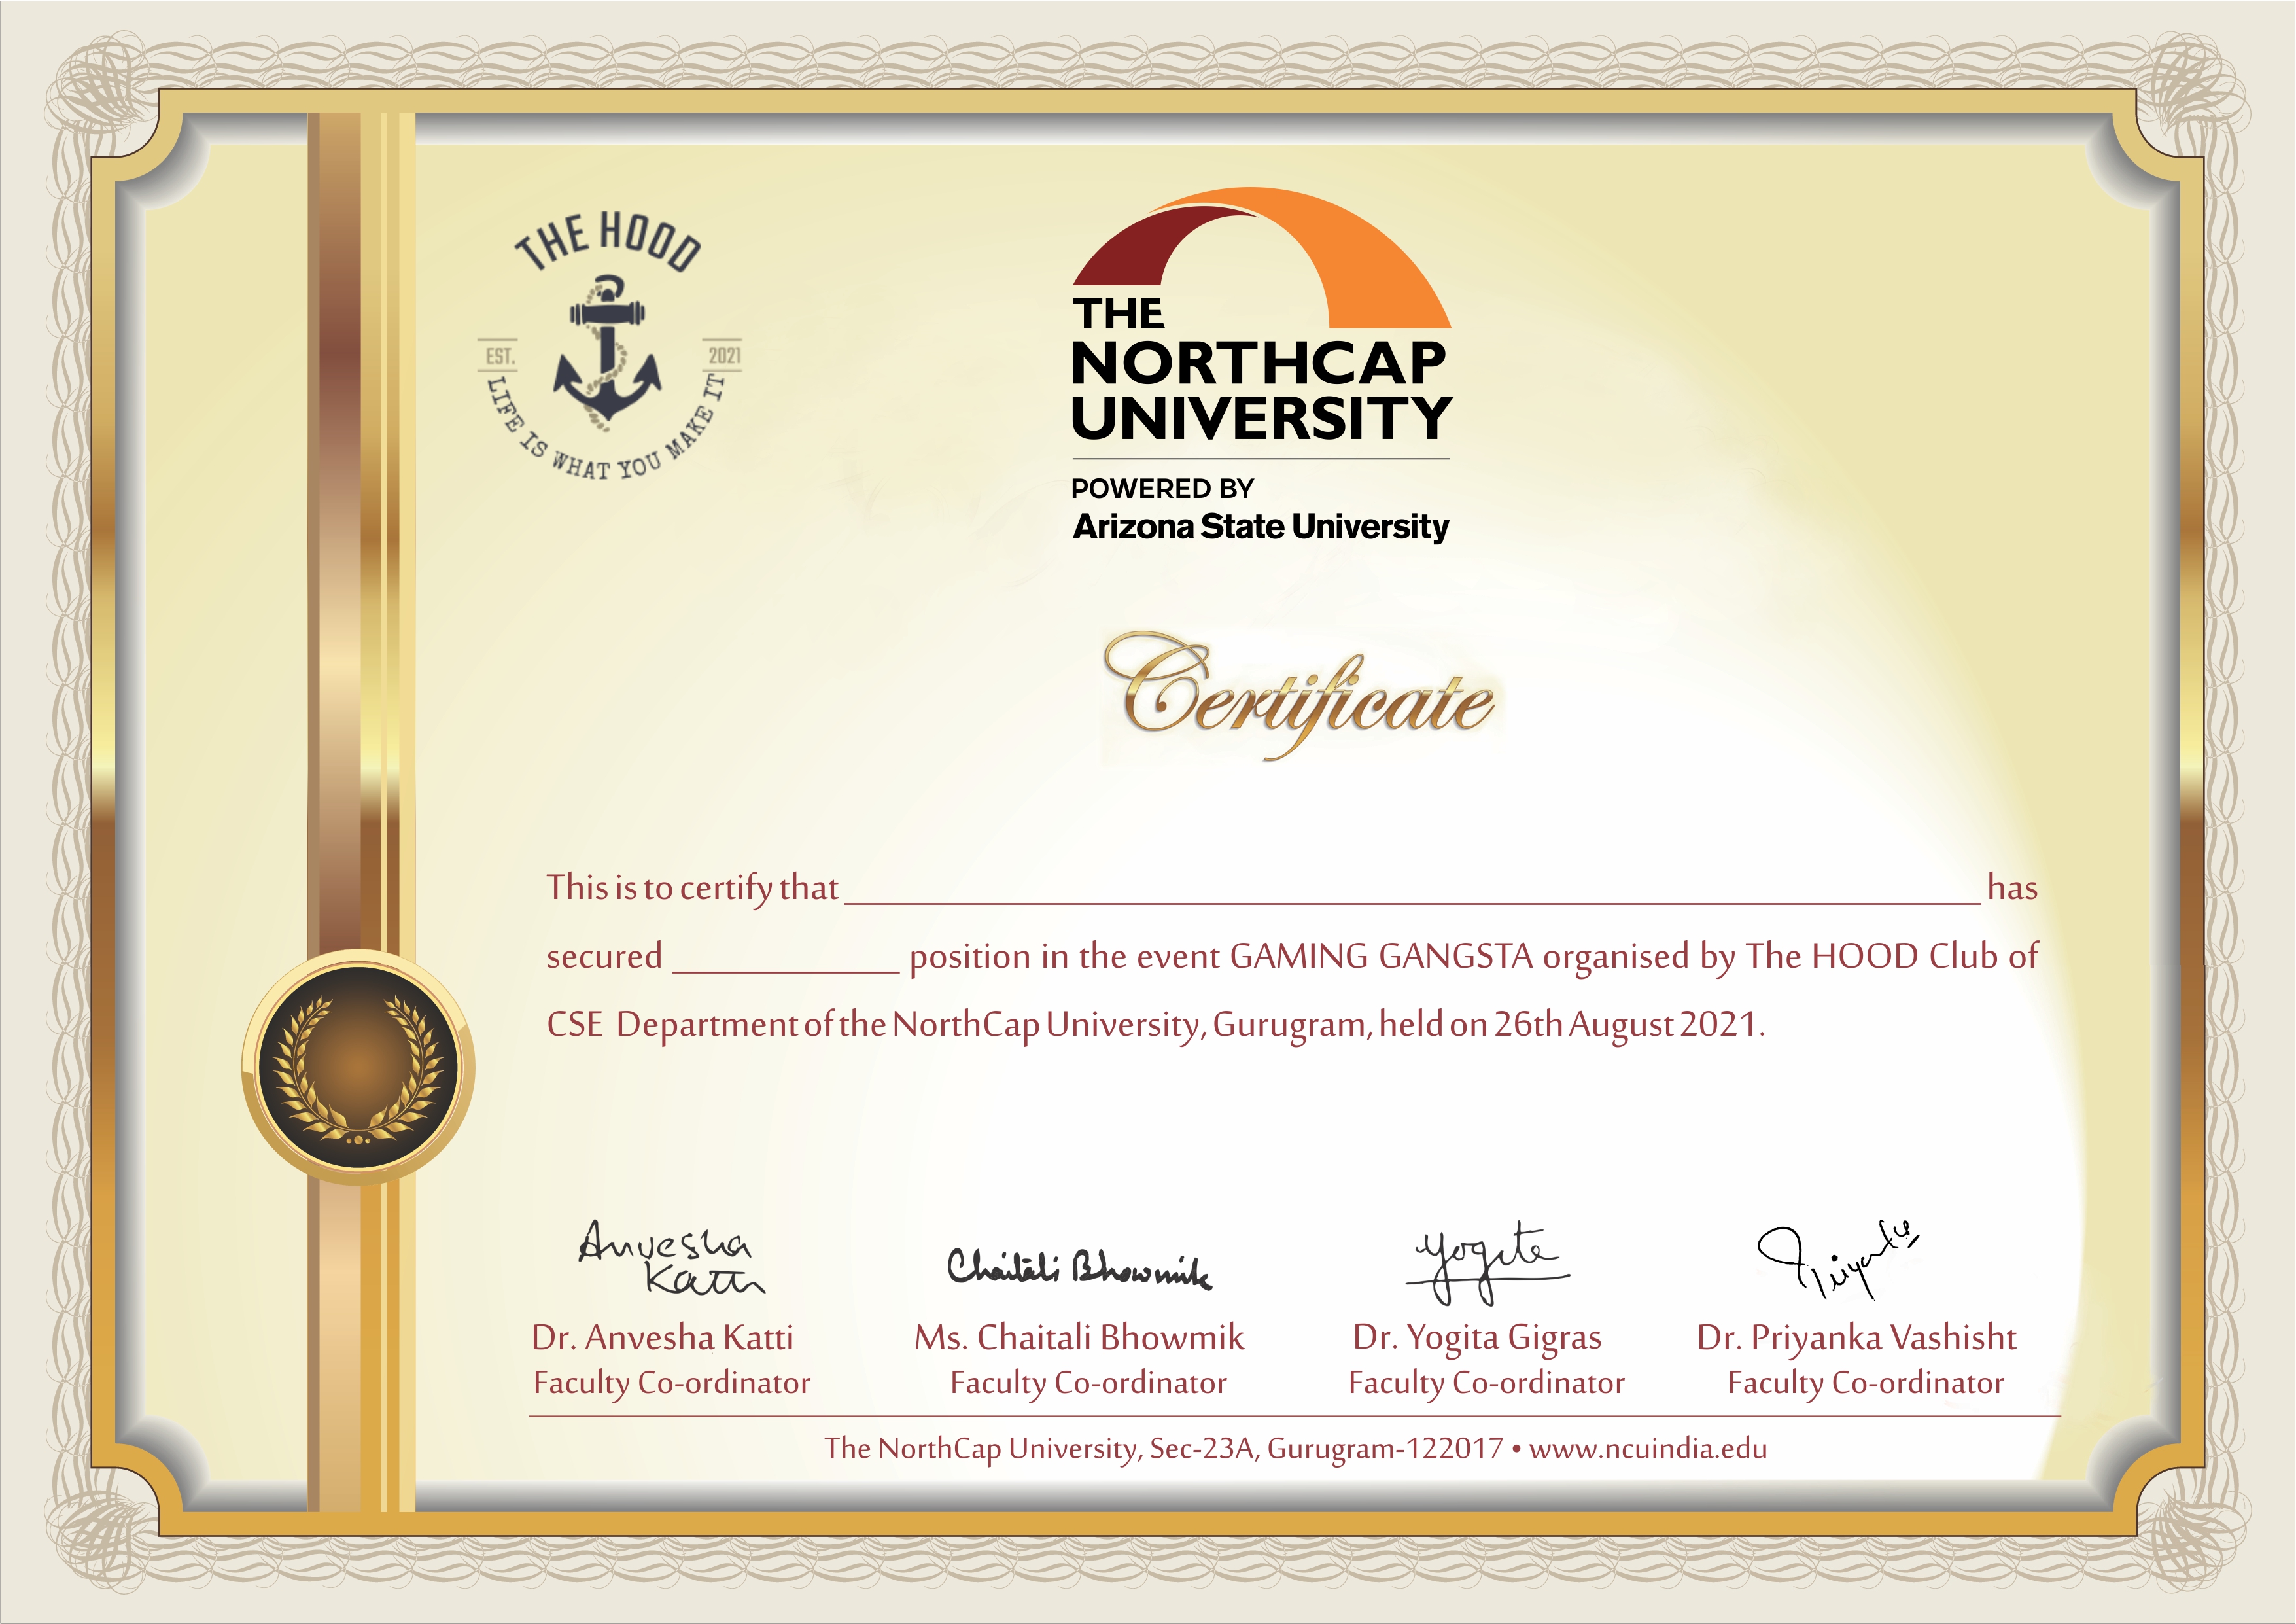 THE HOOD
EST. 2021
LIFE IS WHAT YOU MAKE IT
THE
NORTHCAP
UNIVERSITY
POWERED BY
Arizona State University
Certificate
This is to certify that ____________________ has
secured __________ position in the event GAMING GANGSTA organised by The HOOD Club of
CSE Department of the NorthCap University, Gurugram, held on 26th August 2021.
Anvesha Katti
Chaitali Bhowmik
Yogita
Priyanka
Dr. Anvesha Katti
Ms. Chaitali Bhowmik
Dr. Yogita Gigras
Dr. Priyanka Vashisht
Faculty Co-ordinator
Faculty Co-ordinator
Faculty Co-ordinator
Faculty Co-ordinator
The NorthCap University, Sec-23A, Gurugram-122017 • www.ncuindia.edu